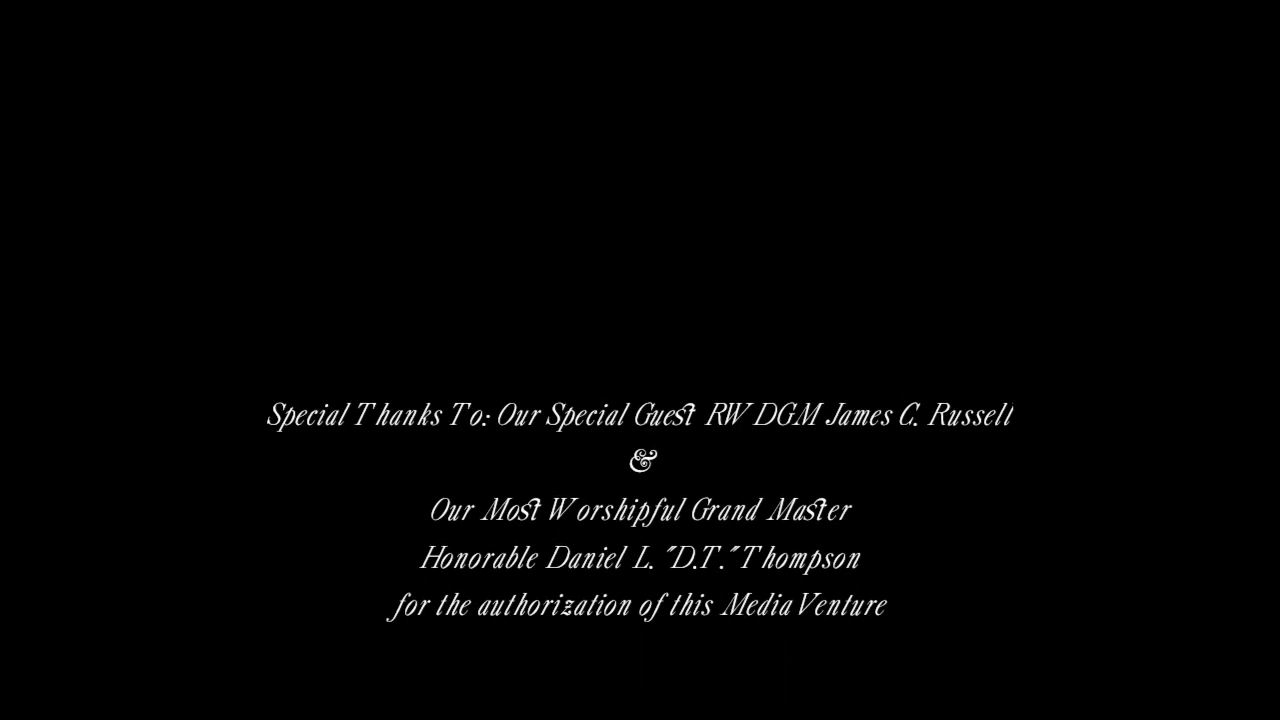 Special Thanks To: Our Special Guest RW DGM James C. Russell
&
Our Most Worshipful Grand Master
Honorable Daniel L. "D.T." Thompson
for the authorization of this Media Venture